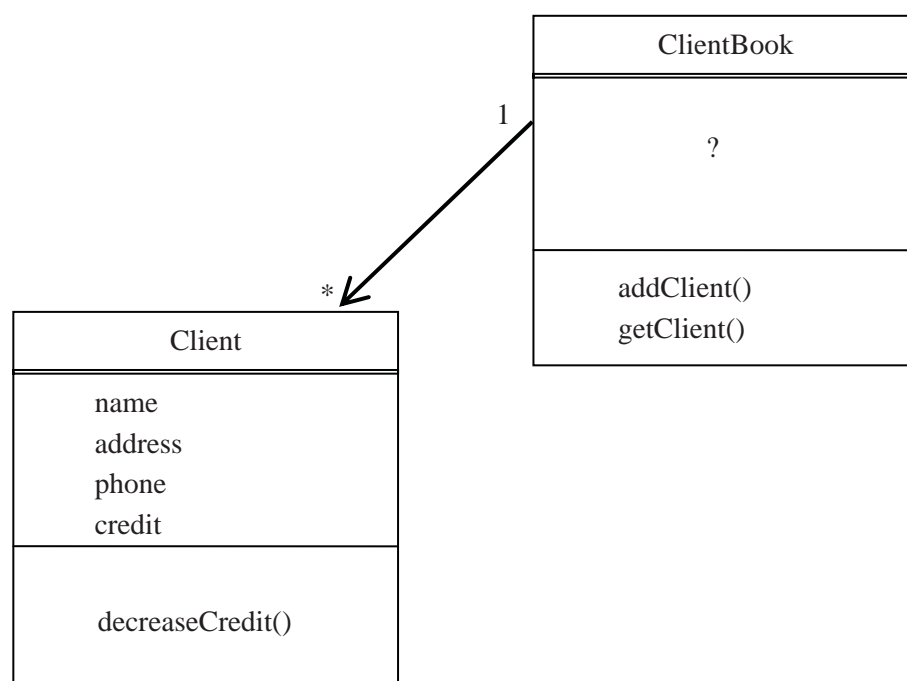 ClientBook
1
?
*
addClient()
getClient()
Client
name
address
phone
credit
decreaseCredit()